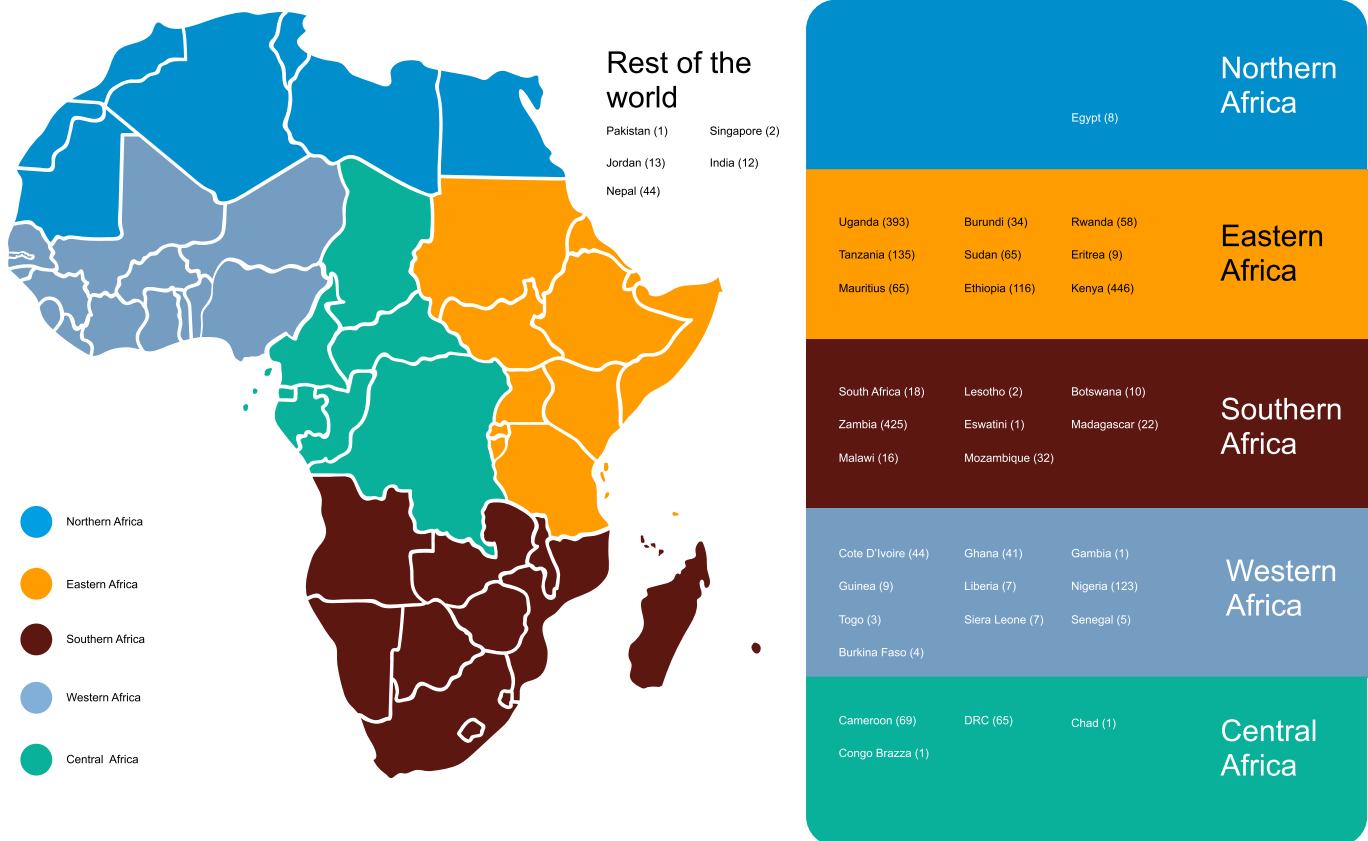 Rest of the
world
Pakistan (1) Singapore (2)
Jordan (13) India (12)
Nepal (44)
Northern Africa
Eastern Africa
Southern Africa
Western Africa
Central Africa
Northern
Africa
Egypt (8)
Eastern
Africa
Uganda (393) Burundi (34) Rwanda (58)
Tanzania (135) Sudan (65) Eritrea (9)
Mauritius (65) Ethiopia (116) Kenya (446)
Southern
Africa
South Africa (18) Lesotho (2) Botswana (10)
Zambia (425) Eswatini (1) Madagascar (22)
Malawi (16) Mozambique (32)
Western
Africa
Cote D'Ivoire (44) Ghana (41) Gambia (1)
Guinea (9) Liberia (7) Nigeria (123)
Togo (3) Siera Leone (7) Senegal (5)
Burkina Faso (4)
Central
Africa
Cameroon (69) DRC (65) Chad (1)
Congo Brazza (1)